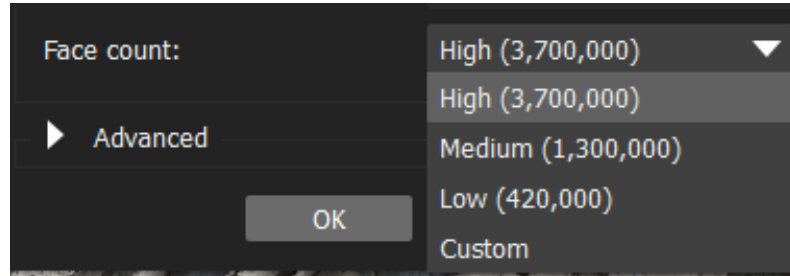 Face count:
High (3,700,000)
High (3,700,000)
Advanced
Medium (1,300,000)
Low (420,000)
OK
Custom